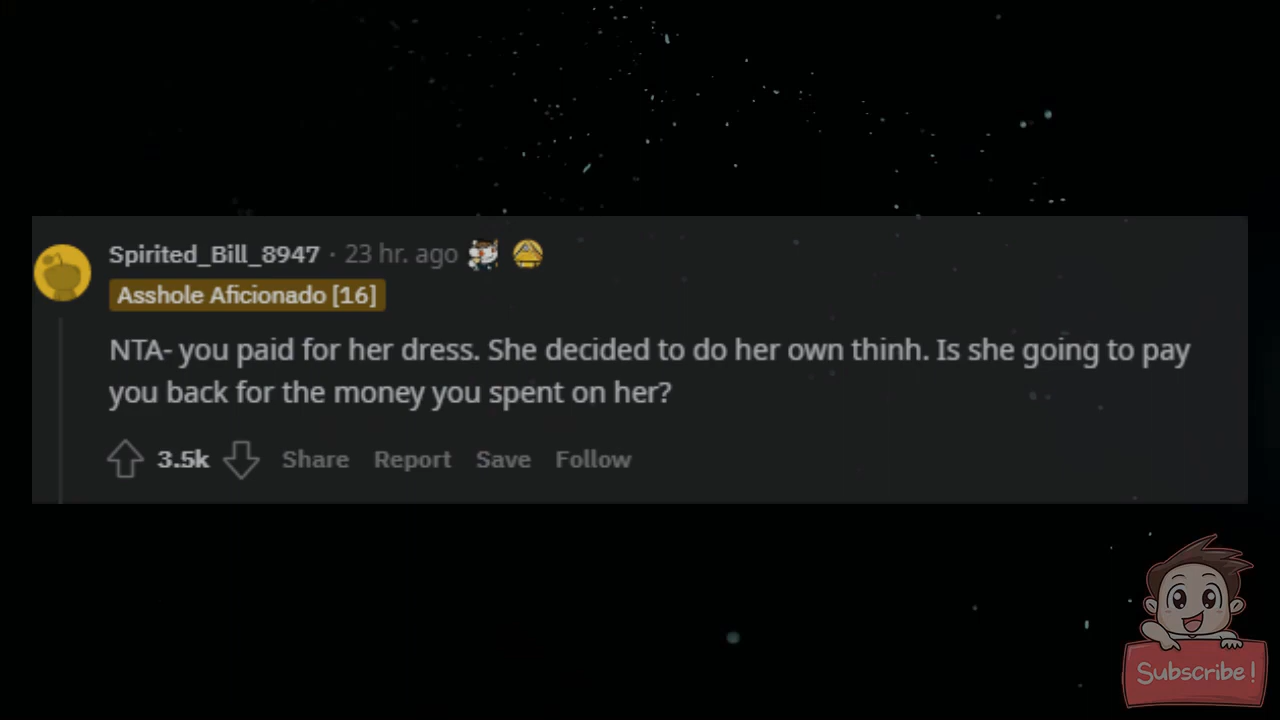 Spirited_Bill_8947 · 23 hr. ago
Asshole Aficionado [16]
NTA- you paid for her dress. She decided to do her own thinh. Is she going to pay
you back for the money you spent on her?
3.5k Share Report Save Follow
Subscribe!